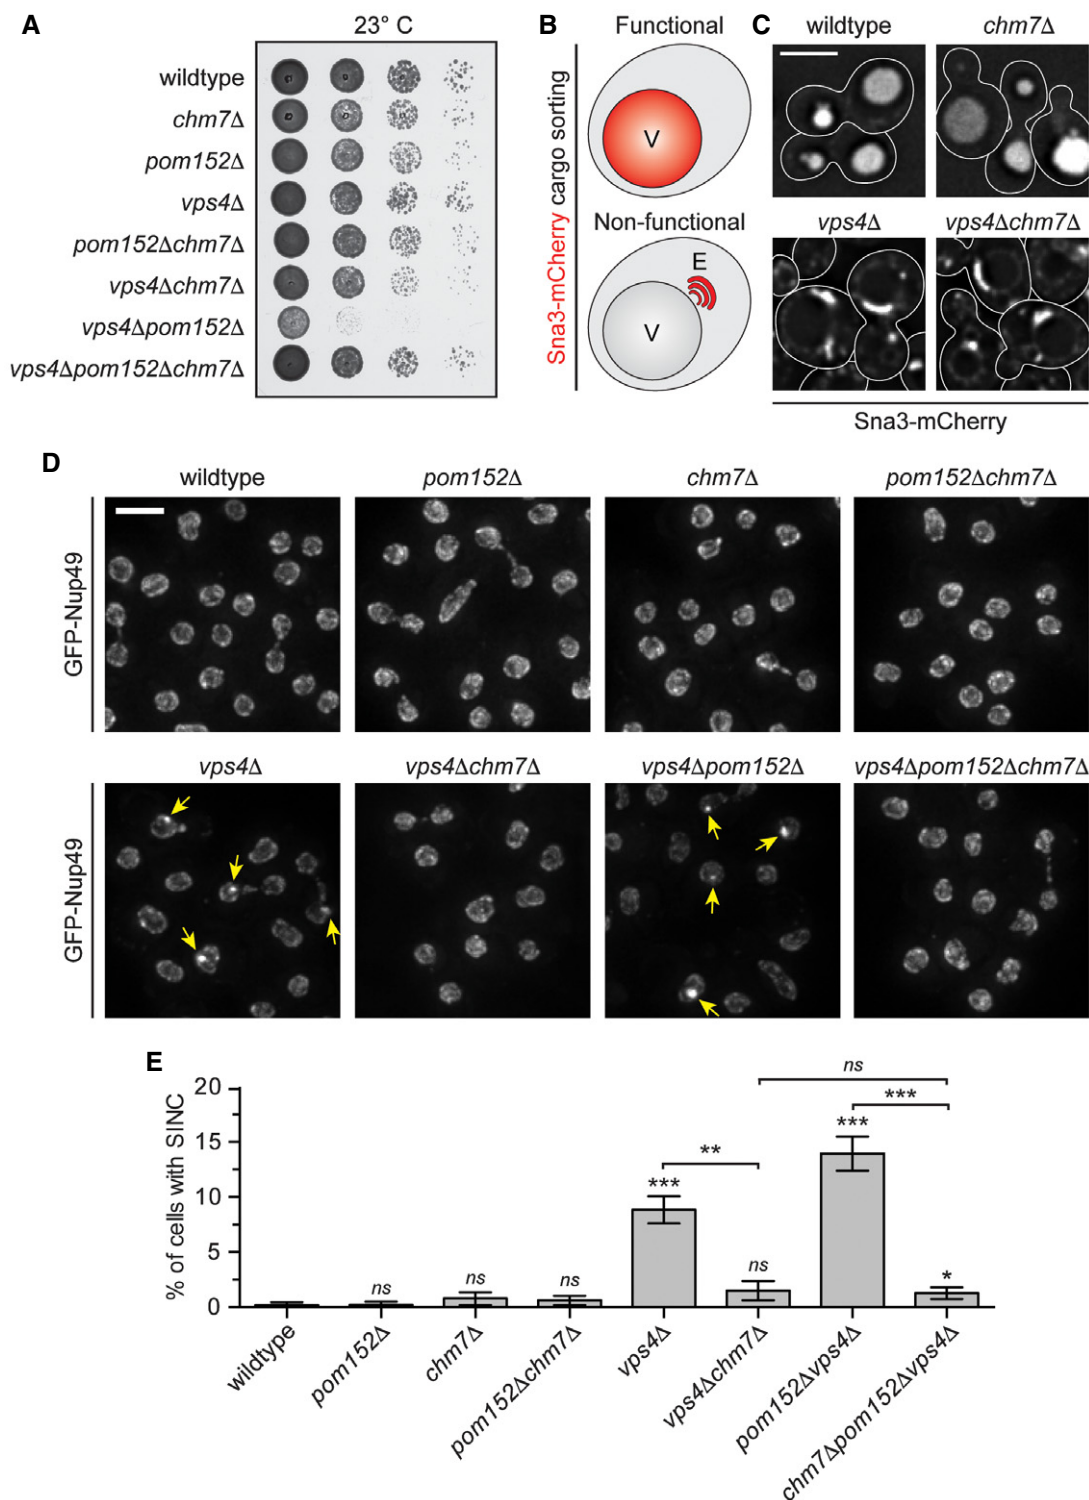 A
23° C
wildtype
chm7Δ
pom152Δ
vps4Δ
pom152Δchm7Δ
vps4Δchm7Δ
vps4Δpom152Δ
vps4Δpom152Δchm7Δ
B
Sna3-mCherry cargo sorting
Functional
V
Non-functional
E
V
C
wildtype
chm7Δ
vps4Δ
vps4Δchm7Δ
Sna3-mCherry
D
wildtype
pom152Δ
chm7Δ
pom152Δchm7Δ
GFP-Nup49
vps4Δ
vps4Δchm7Δ
vps4Δpom152Δ
vps4Δpom152Δchm7Δ
GFP-Nup49
E
% of cells with SINC
20
15
10
5
0
ns
ns
ns
***
**
ns
***
***
ns
*
wildtype
pom152Δ
chm7Δ
pom152Δchm7Δ
vps4Δ
vps4Δchm7Δ
pom152Δvps4Δ
chm7Δpom152Δvps4Δ